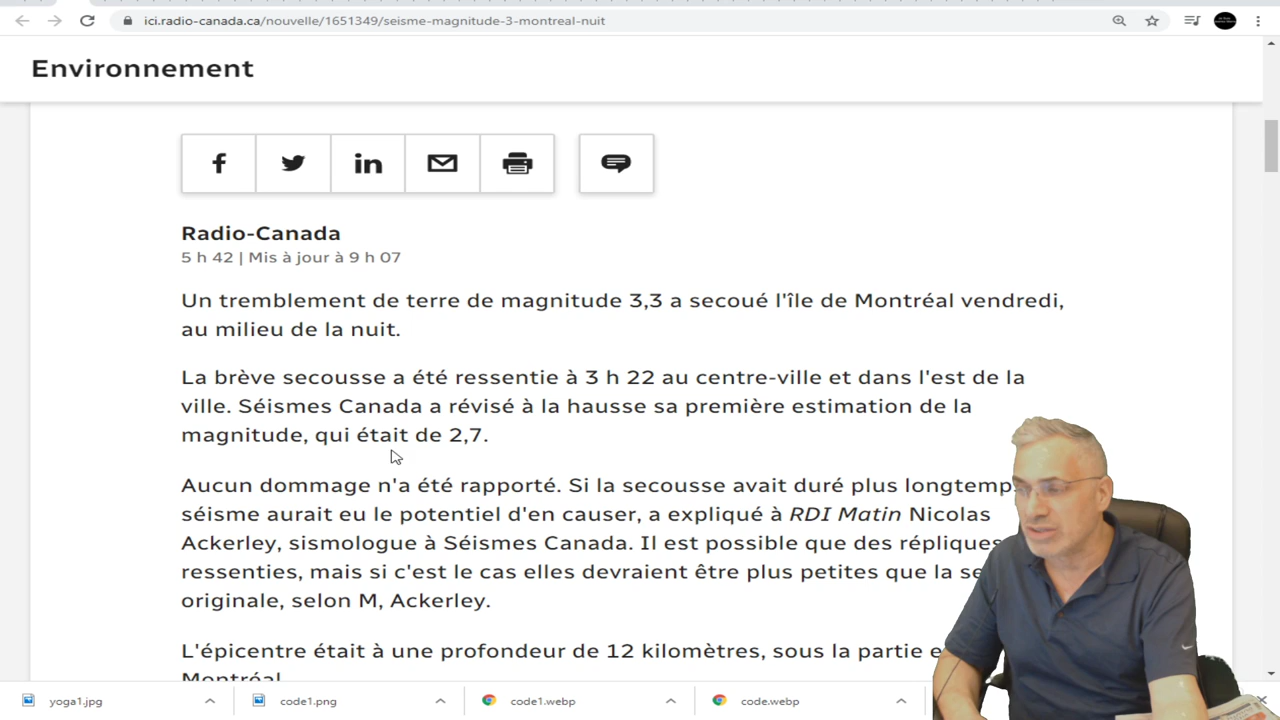 ici.radio-canada.ca/nouvelle/1651349/seisme-magnitude-3-montreal-nuit
Environnement
Radio-Canada
5 h 42 | Mis à jour à 9 h 07
Un tremblement de terre de magnitude 3,3 a secoué l'île de Montréal vendredi,
au milieu de la nuit.
La brève secousse a été ressentie à 3 h 22 au centre-ville et dans l'est de la
ville. Séismes Canada a révisé à la hausse sa première estimation de la
magnitude, qui était de 2,7.
Aucun dommage n'a été rapporté. Si la secousse avait duré plus longtemp
séisme aurait eu le potentiel d'en causer, a expliqué à RDI Matin Nicolas
Ackerley, sismologue à Séismes Canada. Il est possible que des répliques
ressenties, mais si c'est le cas elles devraient être plus petites que la se
originale, selon M, Ackerley.
L'épicentre était à une profondeur de 12 kilomètres, sous la partie e
Montréal
yoga1.jpg
code1.png
code1.webp
code.webp